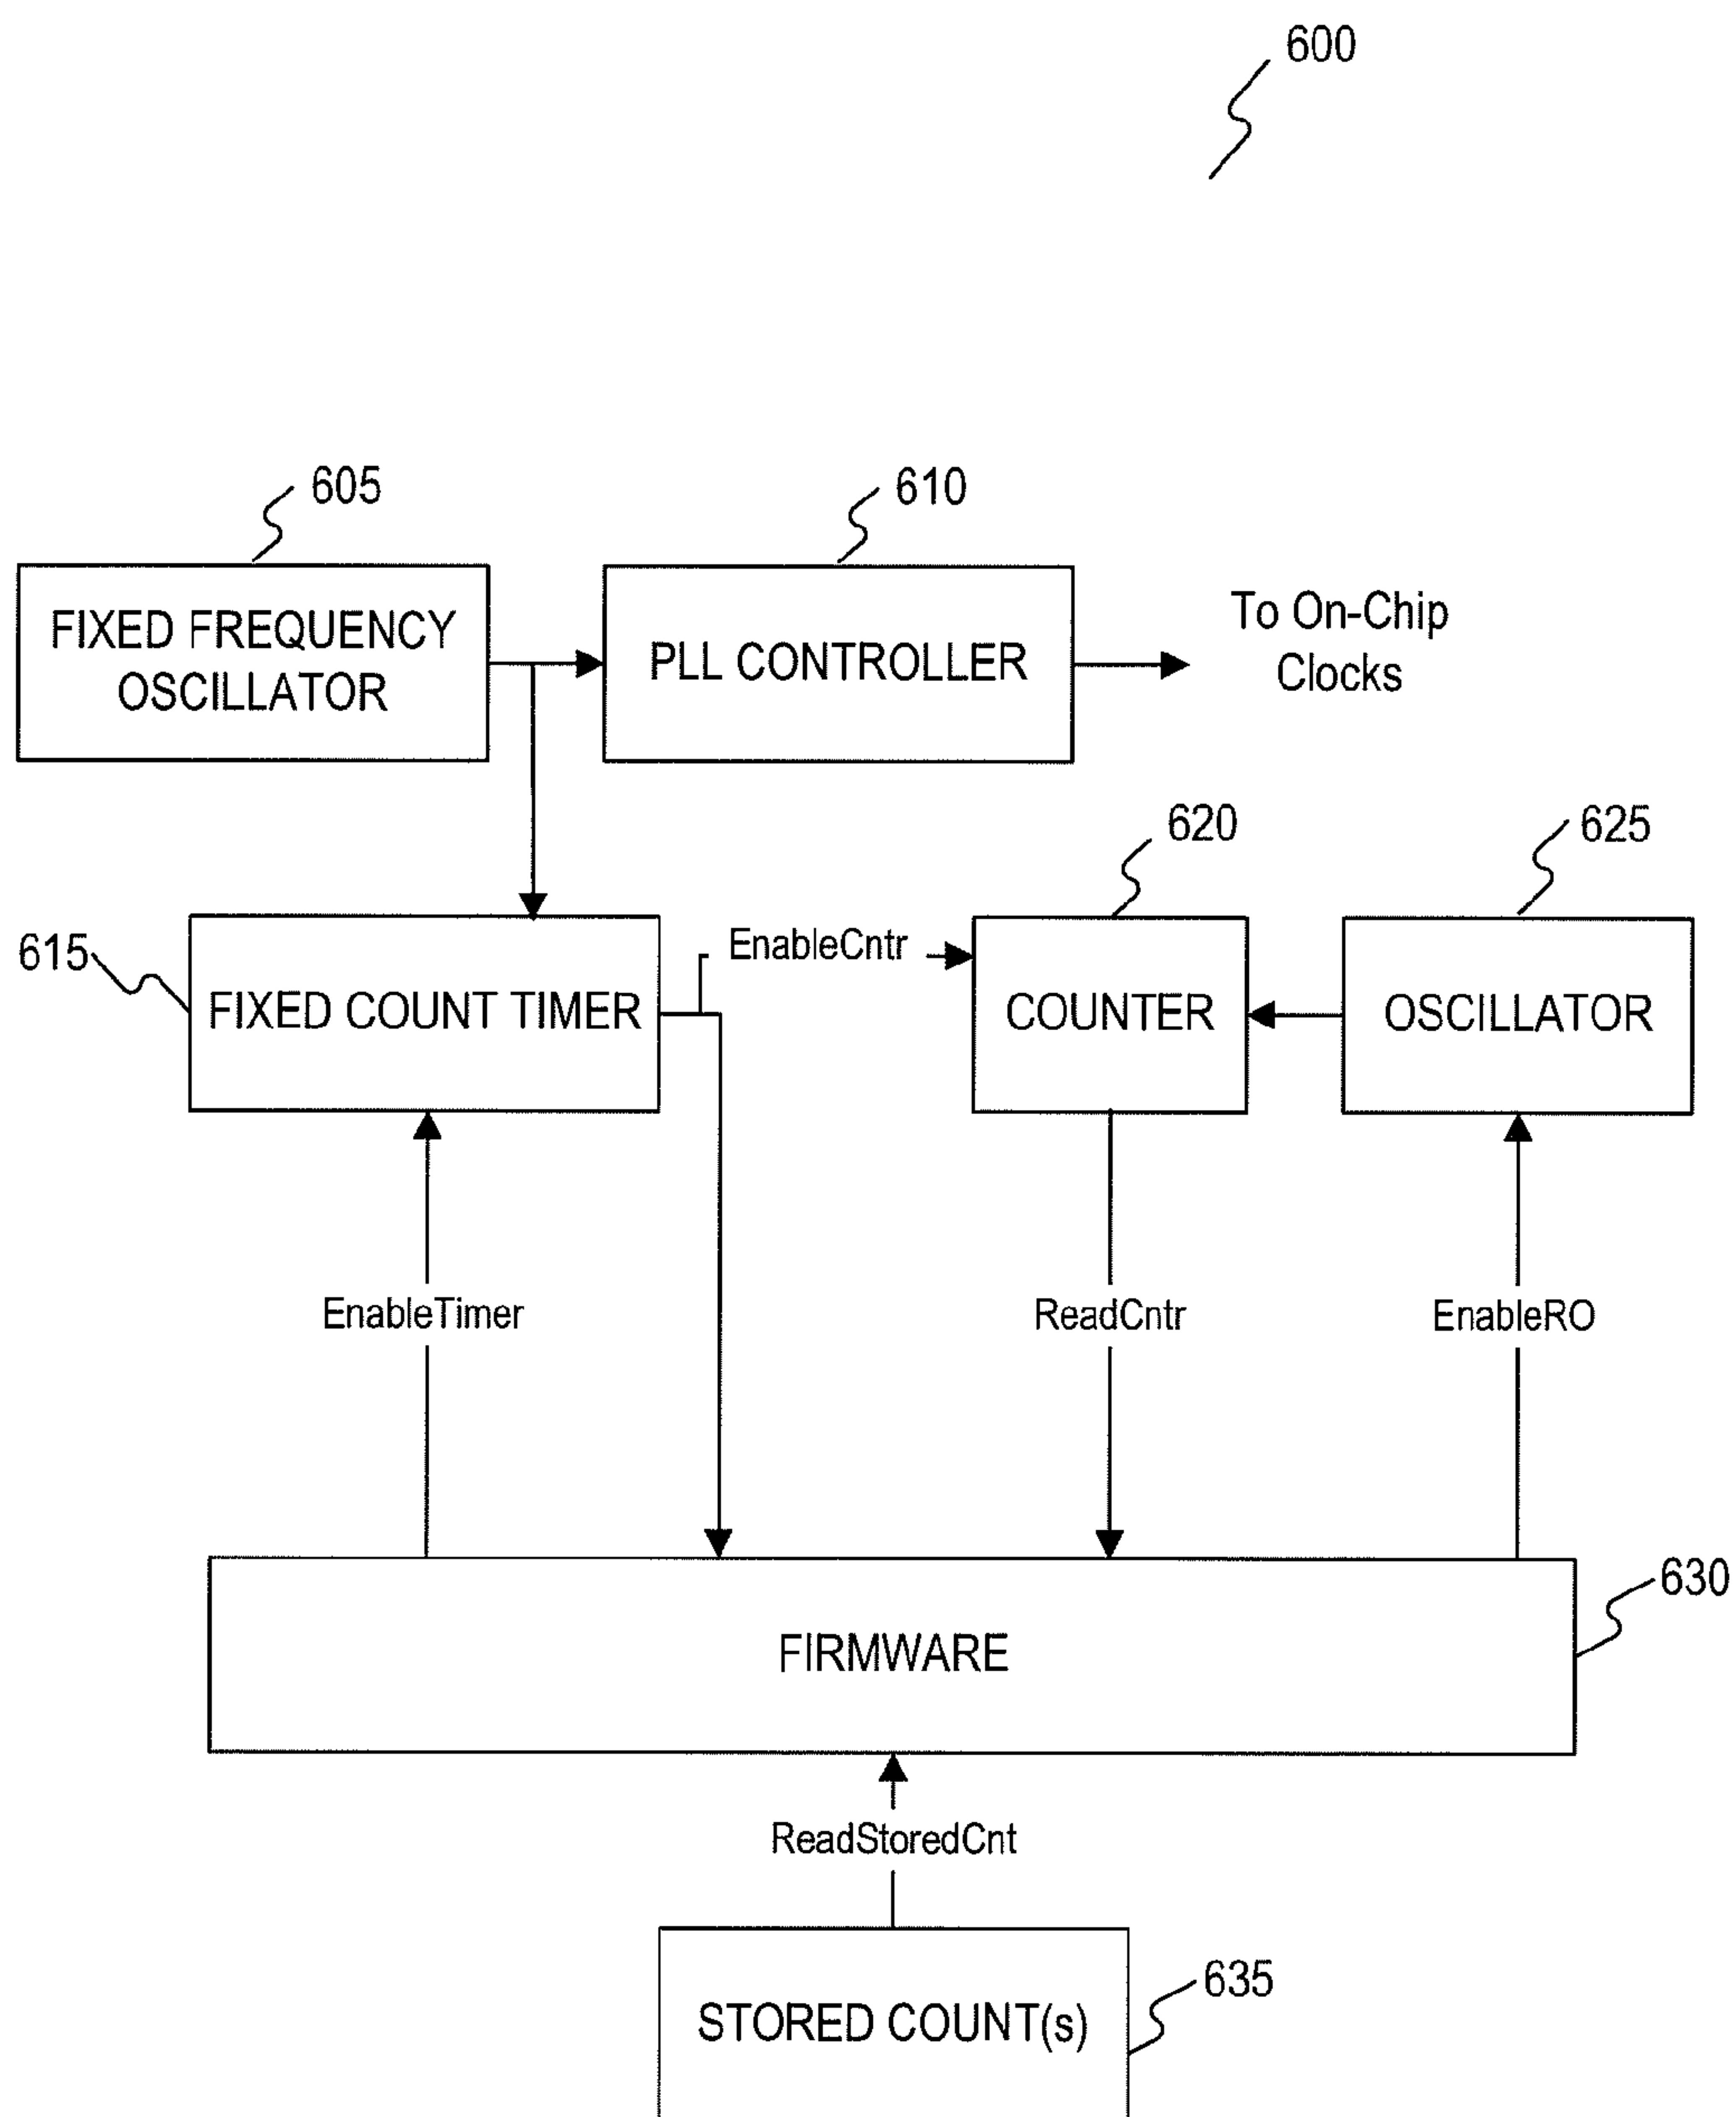 600
605
610
FIXED FREQUENCY
OSCILLATOR
PLL CONTROLLER
To On-Chip
Clocks
620
625
615
EnableCntr
FIXED COUNT TIMER
COUNTER
OSCILLATOR
EnableTimer
ReadCntr
EnableRO
630
FIRMWARE
ReadStoredCnt
635
STORED COUNT(s)